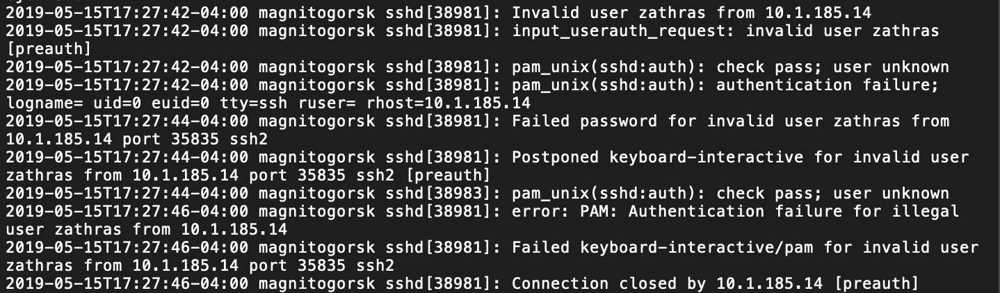 2019-05-15T17:27:42-04:00 magnitogorsk sshd[38981]: Invalid user zathras from 10.1.185.14
2019-05-15T17:27:42-04:00 magnitogorsk sshd[38981]: input_userauth_request: invalid user zathras
[preauth]
2019-05-15T17:27:42-04:00 magnitogorsk sshd[38981]: pam_unix(sshd:auth): check pass; user unknown
2019-05-15T17:27:42-04:00 magnitogorsk sshd[38981]: pam_unix(sshd:auth): authentication failure;
logname= uid=0 euid=0 tty=ssh ruser= rhost=10.1.185.14
2019-05-15T17:27:44-04:00 magnitogorsk sshd[38981]: Failed password for invalid user zathras from
10.1.185.14 port 35835 ssh2
2019-05-15T17:27:44-04:00 magnitogorsk sshd[38981]: Postponed keyboard-interactive for invalid user
zathras from 10.1.185.14 port 35835 ssh2 [preauth]
2019-05-15T17:27:44-04:00 magnitogorsk sshd[38983]: pam_unix(sshd:auth): check pass; user unknown
2019-05-15T17:27:46-04:00 magnitogorsk sshd[38981]: error: PAM: Authentication failure for illegal
user zathras from 10.1.185.14
2019-05-15T17:27:46-04:00 magnitogorsk sshd[38981]: Failed keyboard-interactive/pam for invalid user
zathras from 10.1.185.14 port 35835 ssh2
2019-05-15T17:27:46-04:00 magnitogorsk sshd[38981]: Connection closed by 10.1.185.14 [preauth]